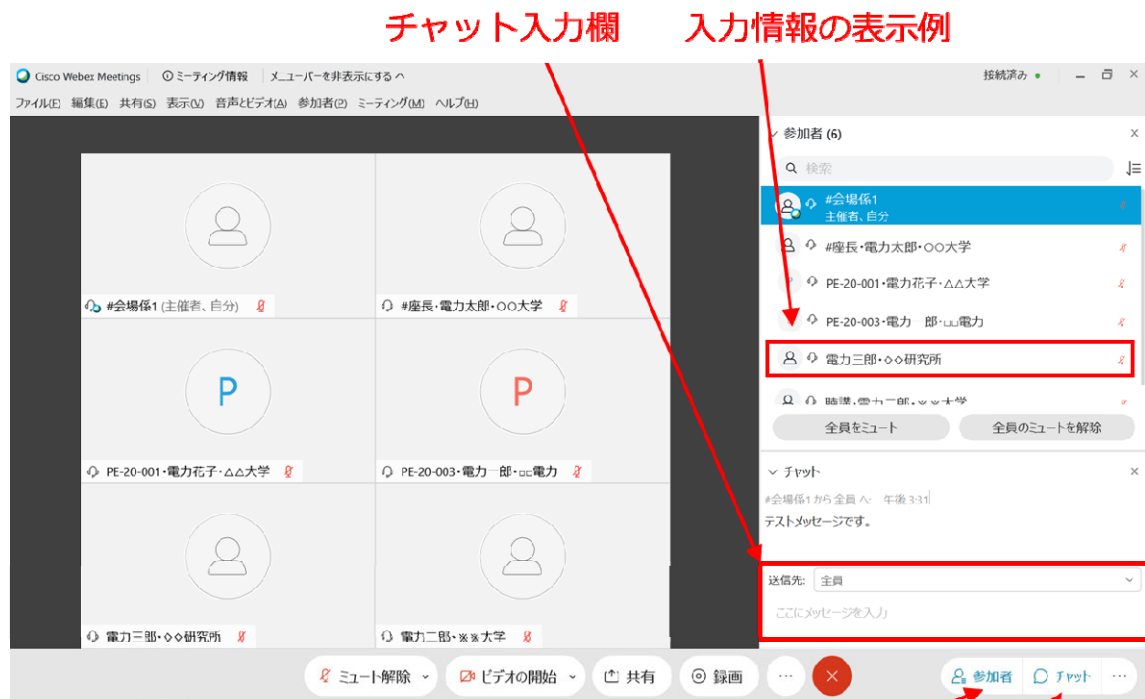 チャット入力欄 入力情報の表示例
Cisco Webex Meetings ミーティング情報 メニューバーを非表示にする へ 接続済み
ファイル(F) 編集(E) 共有(S) 表示(V) 音声とビデオ(A) 参加者(P) ミーティング(M) ヘルプ(H)
参加者 (6)
検索
#会場係1
主催者、自分
#座長・電力太郎・○○大学
PE-20-001・電力花子・△△大学
PE-20-003・電力 郎・□□電力
電力三郎・◇◇研究所
聴講・電力二郎・※※大学
全員をミュート 全員のミュートを解除
#会場係1 (主催者、自分) #座長・電力太郎・○○大学
P P
PE-20-001・電力花子・△△大学 PE-20-003・電力一郎・□□電力
電力三郎・◇◇研究所 電力二郎・※※大学
チャット
#会場係1 から 全員 へ: 午後 3:31
テストメッセージです。
送信先: 全員
ここにメッセージを入力
ミュート解除 ビデオの開始 共有 録画 参加者 チャット